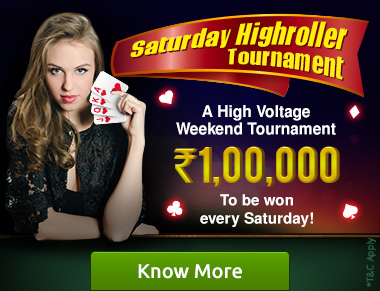 Saturday Highroller
Tournament
A High Voltage
Weekend Tournament
₹1,00,000
To be won
every Saturday!
Know More
*T&C Apply